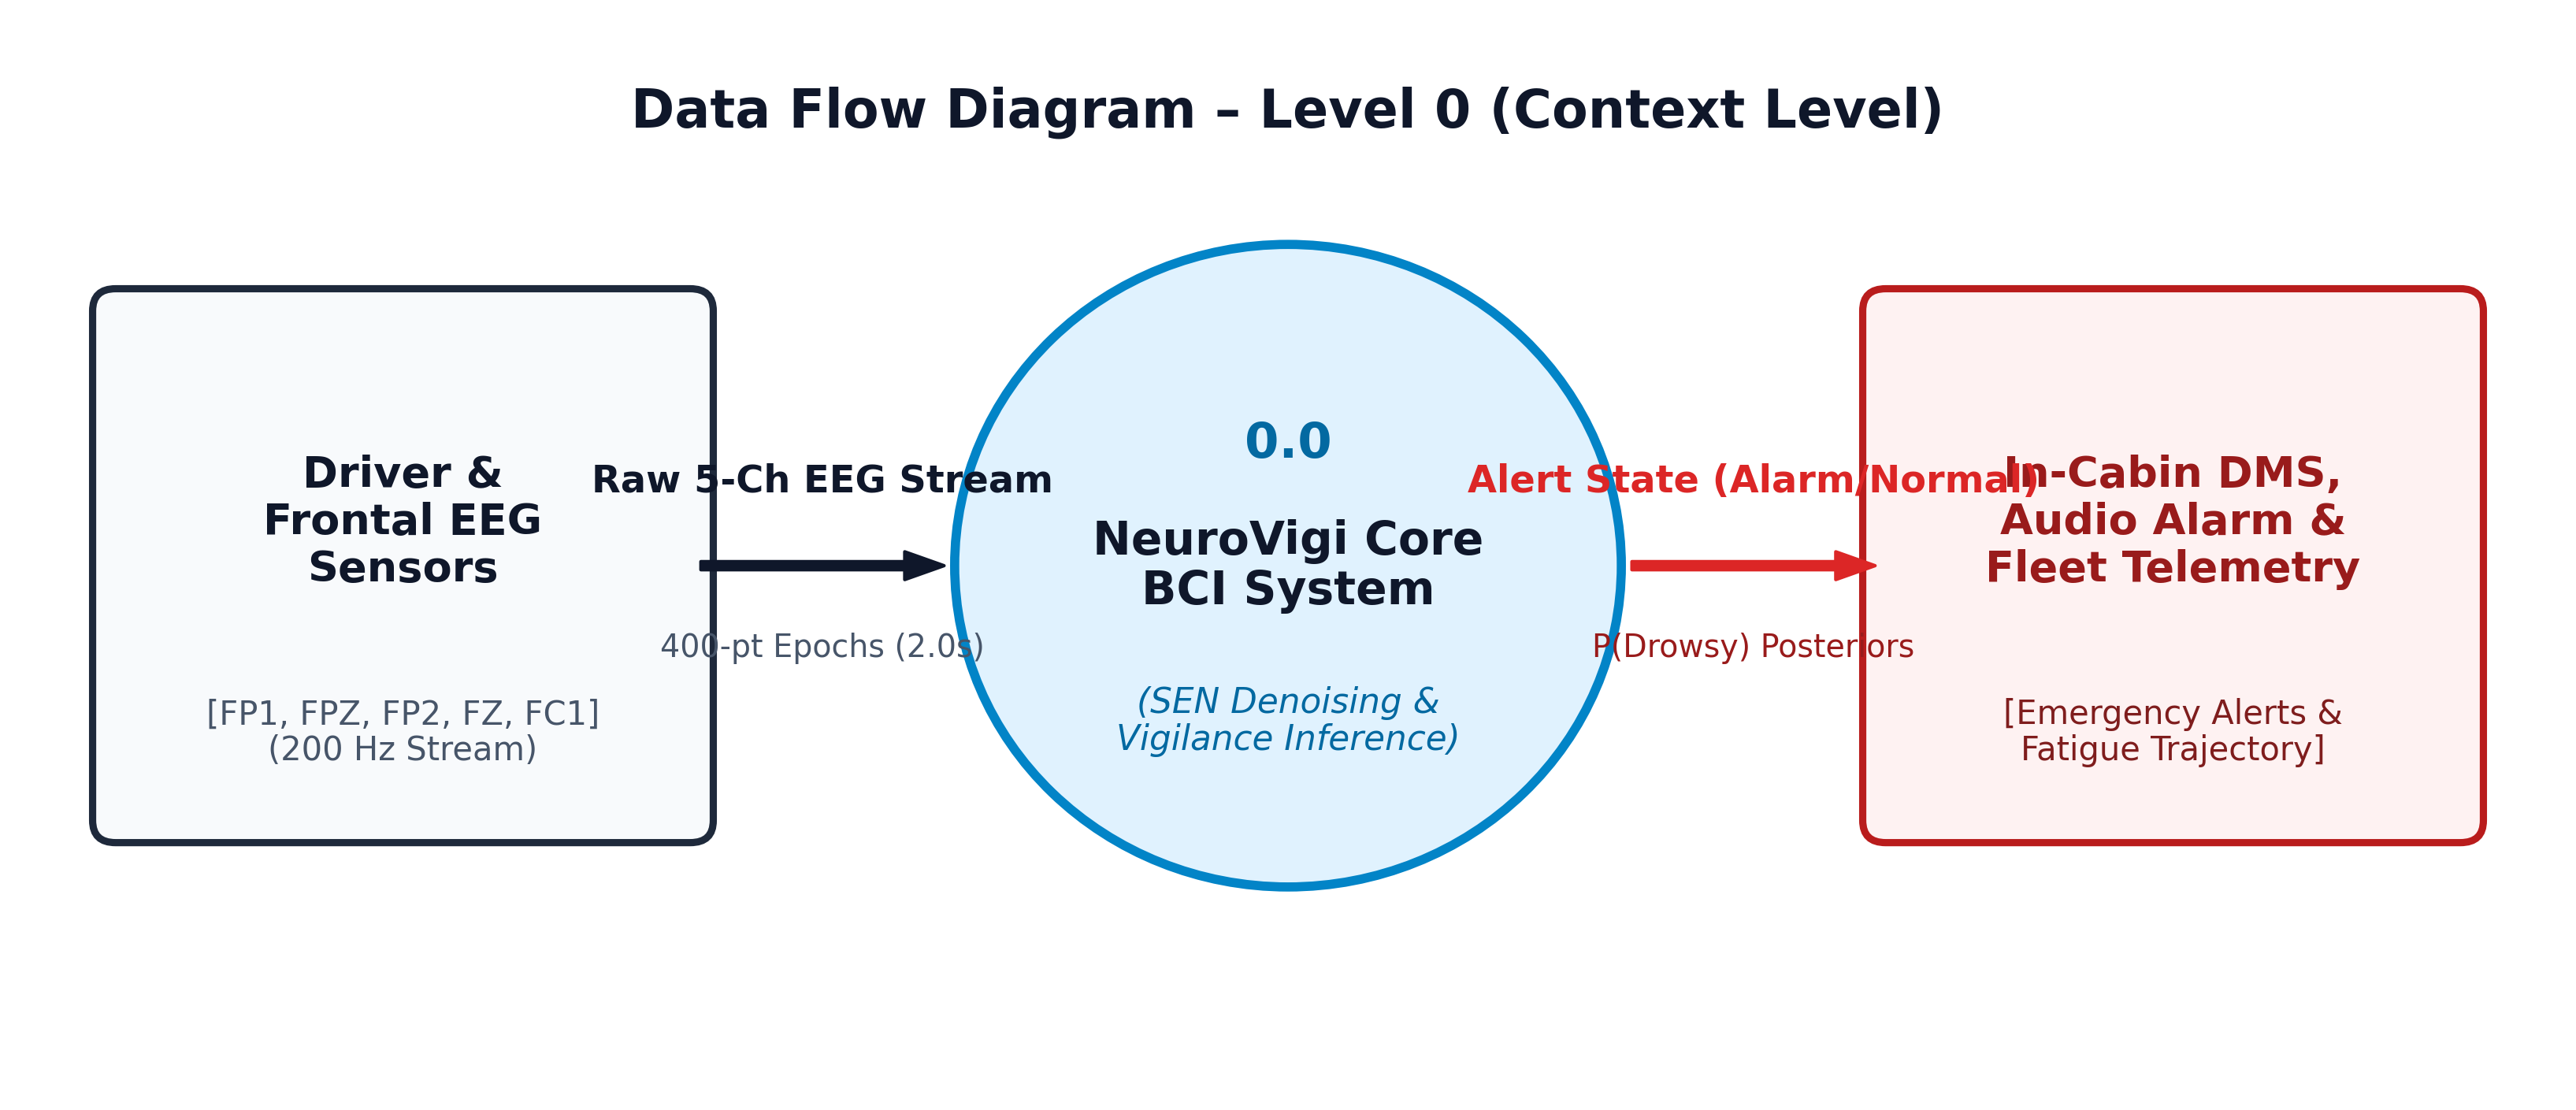 Data Flow Diagram – Level 0 (Context Level)
Driver &
Frontal EEG
Sensors
[FP1, FPZ, FP2, FZ, FC1]
(200 Hz Stream)
Raw 5-Ch EEG Stream
400-pt Epochs (2.0s)
0.0
NeuroVigi Core
BCI System
(SEN Denoising &
Vigilance Inference)
Alert State (Alarm/Normal)
P(Drowsy) Posteriors
In-Cabin DMS,
Audio Alarm &
Fleet Telemetry
[Emergency Alerts &
Fatigue Trajectory]